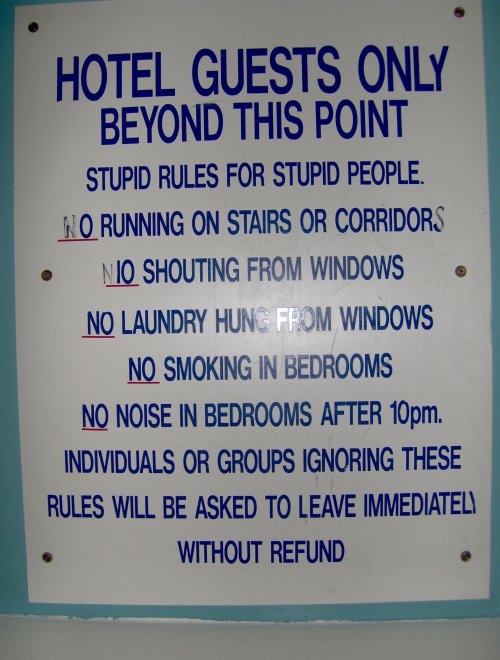 HOTEL GUESTS ONLY
BEYOND THIS POINT
STUPID RULES FOR STUPID PEOPLE.
NO RUNNING ON STAIRS OR CORRIDORS
NO SHOUTING FROM WINDOWS
NO LAUNDRY HUNG FROM WINDOWS
NO SMOKING IN BEDROOMS
NO NOISE IN BEDROOMS AFTER 10pm.
INDIVIDUALS OR GROUPS IGNORING THESE
RULES WILL BE ASKED TO LEAVE IMMEDIATELY
WITHOUT REFUND